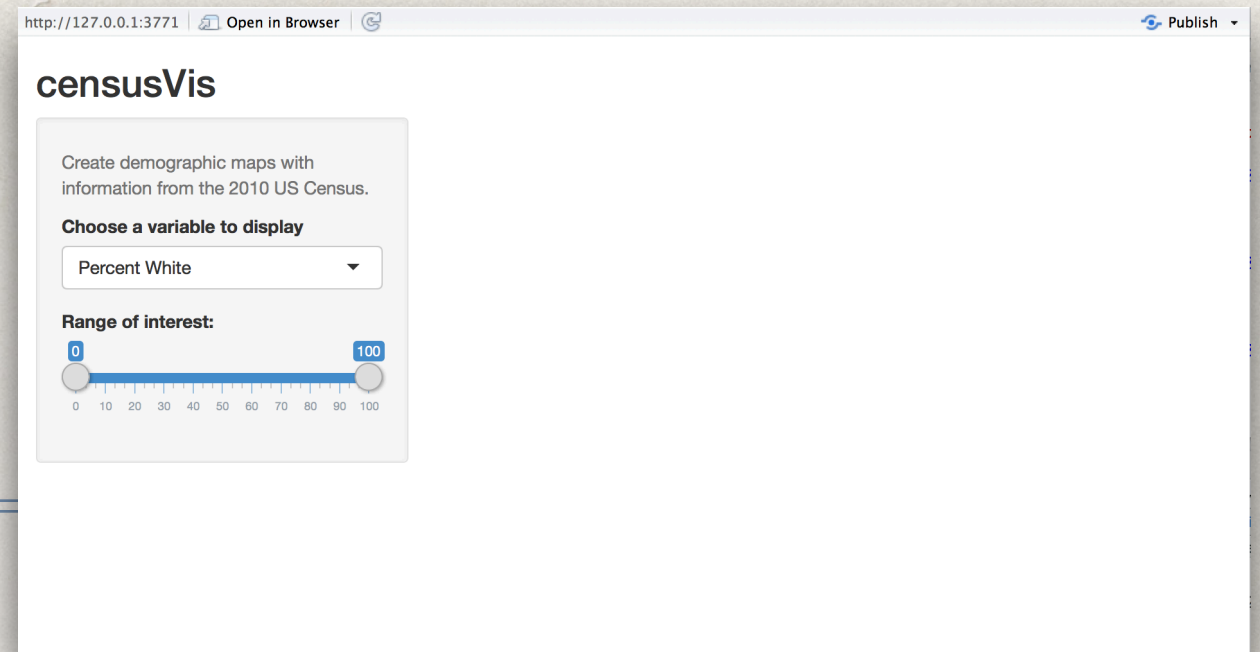 http://127.0.0.1:3771 Open in Browser Publish
censusVis
Create demographic maps with
information from the 2010 US Census.
Choose a variable to display
Percent White
Range of interest:
0 100
0 10 20 30 40 50 60 70 80 90 100